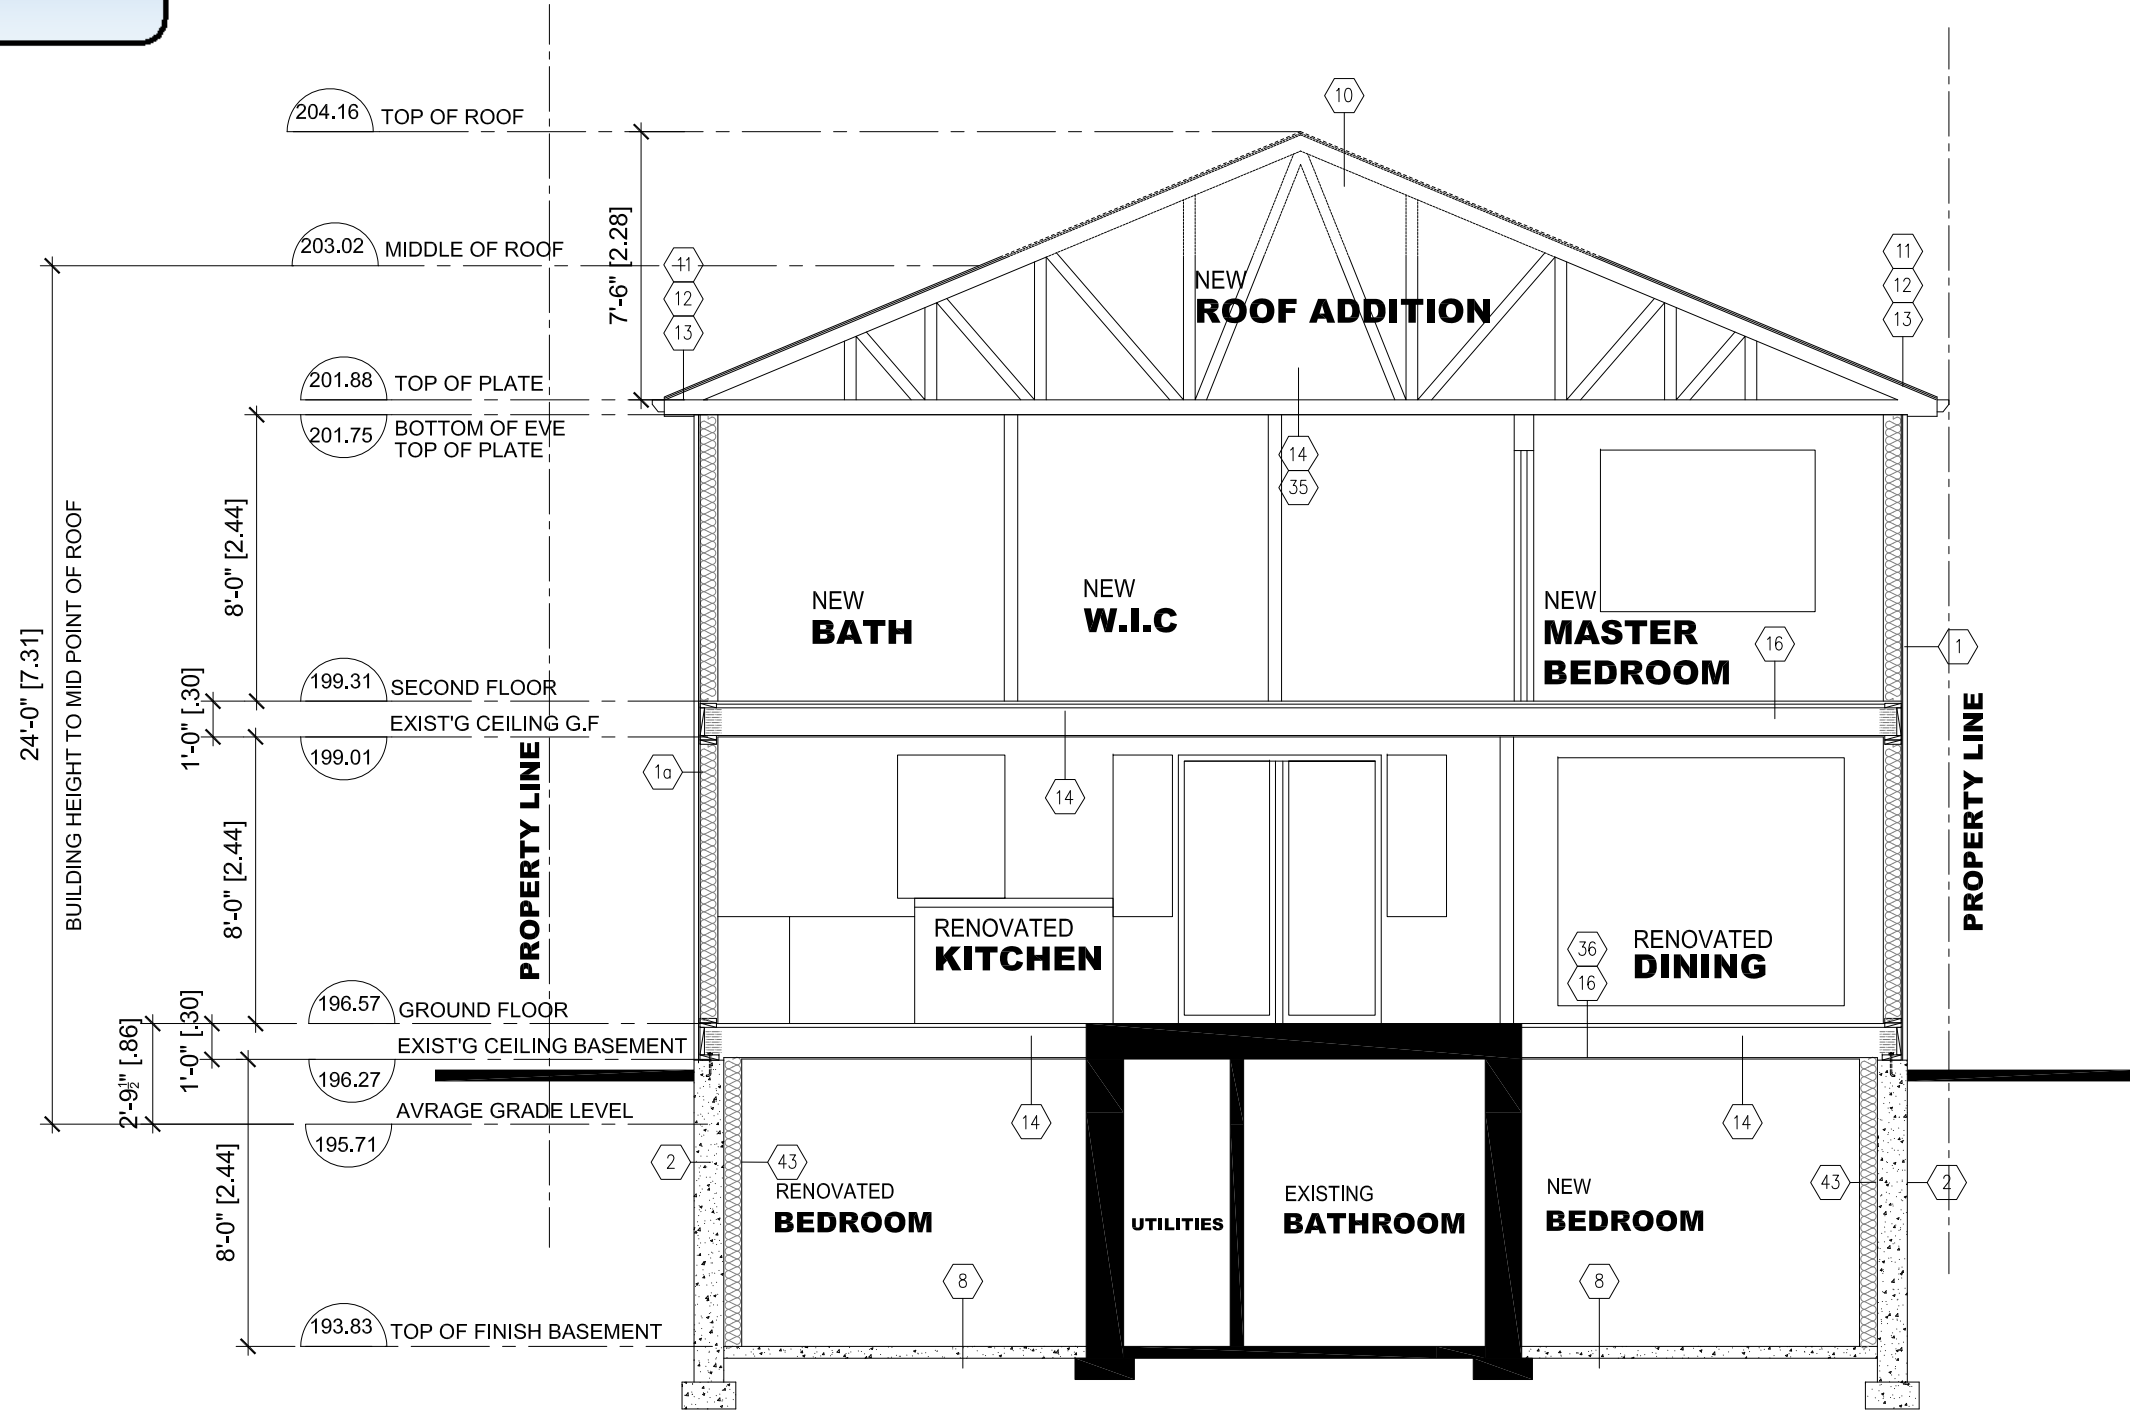 204.16 TOP OF ROOF
10
203.02 MIDDLE OF ROOF
7'-6" [2.28]
11
12
13
11
12
13
NEW
ROOF ADDITION
201.88 TOP OF PLATE
201.75 BOTTOM OF EVE
TOP OF PLATE
14
35
24'-0" [7.31]
BUILDING HEIGHT TO MID POINT OF ROOF
8'-0" [2.44]
NEW
BATH
NEW
W.I.C
NEW
MASTER
BEDROOM
16
1
199.31 SECOND FLOOR
1'-0" [.30]
EXIST'G CEILING G.F
199.01
PROPERTY LINE
PROPERTY LINE
1a
14
8'-0" [2.44]
RENOVATED
KITCHEN
36
16
RENOVATED
DINING
196.57 GROUND FLOOR
2'-9½" [.86]
1'-0" [.30]
EXIST'G CEILING BASEMENT
196.27
AVRAGE GRADE LEVEL
195.71
14
14
2
43
43
2
8'-0" [2.44]
RENOVATED
BEDROOM
UTILITIES
EXISTING
BATHROOM
NEW
BEDROOM
8
8
193.83 TOP OF FINISH BASEMENT